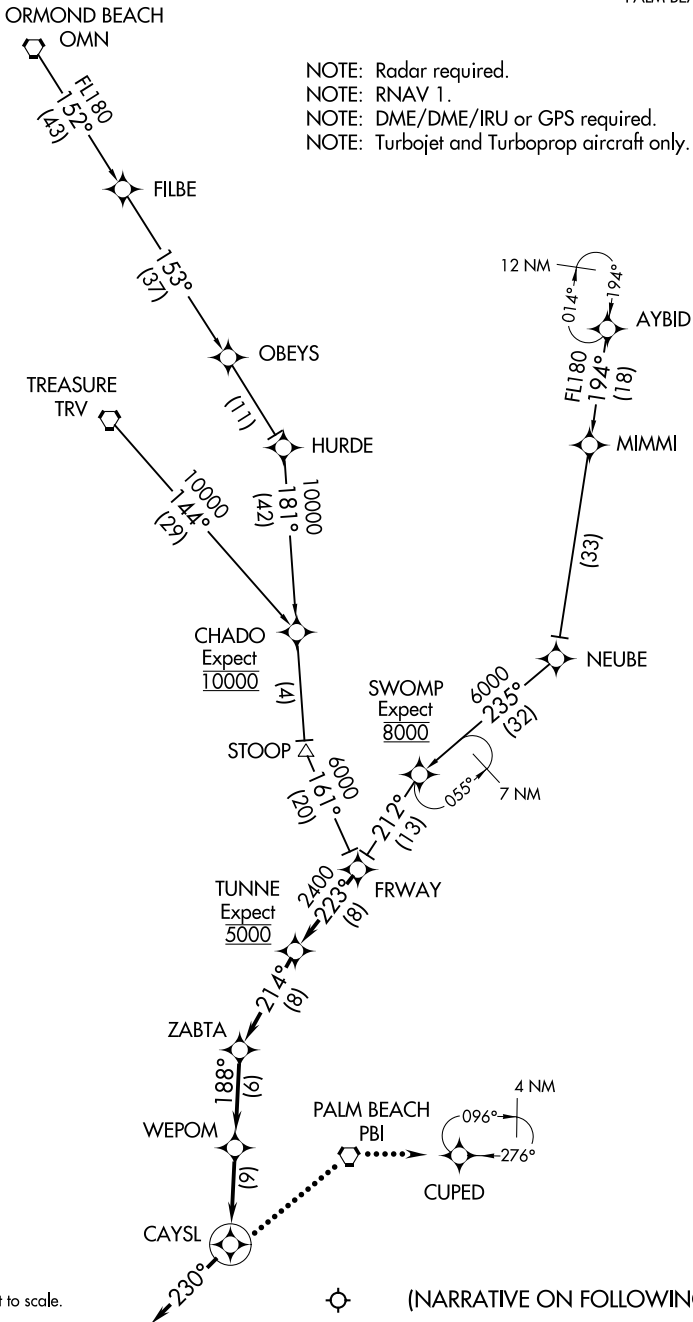 PALM BEA
ORMOND BEACH
OMN
NOTE: Radar required.
NOTE: RNAV 1.
NOTE: DME/DME/IRU or GPS required.
NOTE: Turbojet and Turboprop aircraft only.
FL180
152°
(43)
FILBE
153°
(37)
12 NM
014°
194°
AYBID
OBEYS
FL180
194°
(18)
TREASURE
TRV
(11)
HURDE
MIMMI
10000
144°
(29)
10000
181°
(42)
(33)
CHADO
Expect
10000
(4)
NEUBE
SWOMP
Expect
8000
6000
235°
(32)
STOOP
6000
161°
(20)
055°
7 NM
212°
(13)
FRWAY
TUNNE
Expect
5000
2400
223°
(8)
214°
(8)
ZABTA
188°
(6)
PALM BEACH
PBI
4 NM
096°
276°
WEPOM
CUPED
(6)
CAYSL
230°
t to scale.
(NARRATIVE ON FOLLOWING